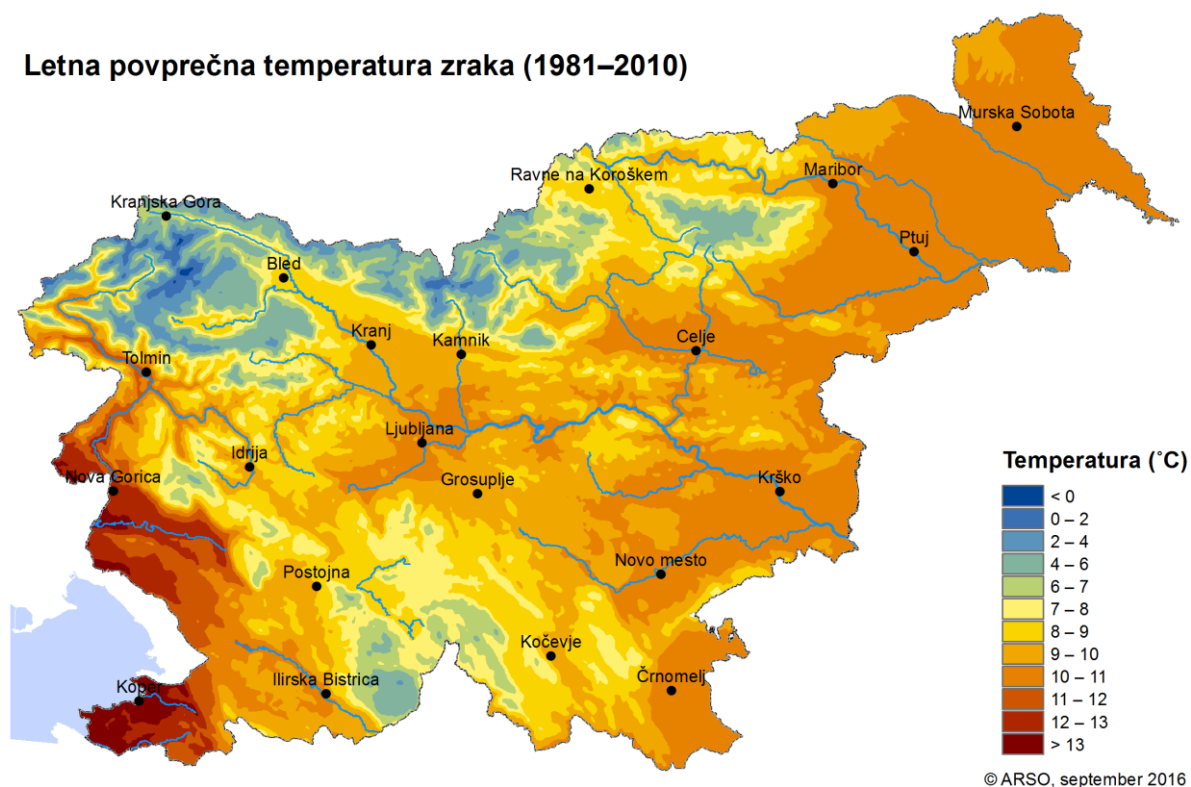 Letna povprečna temperatura zraka (1981–2010)
Murska Sobota
Ravne na Koroškem
Maribor
Kranjska Gora
Ptuj
Bled
Kranj
Kamnik
Celje
Tolmin
Ljubljana
Idrija
Nova Gorica
Grosuplje
Krško
Postojna
Novo mesto
Kočevje
Ilirska Bistrica
Črnomelj
Koper
Temperatura (˚C)
< 0
0 – 2
2 – 4
4 – 6
6 – 7
7 – 8
8 – 9
9 – 10
10 – 11
11 – 12
12 – 13
> 13
© ARSO, september 2016